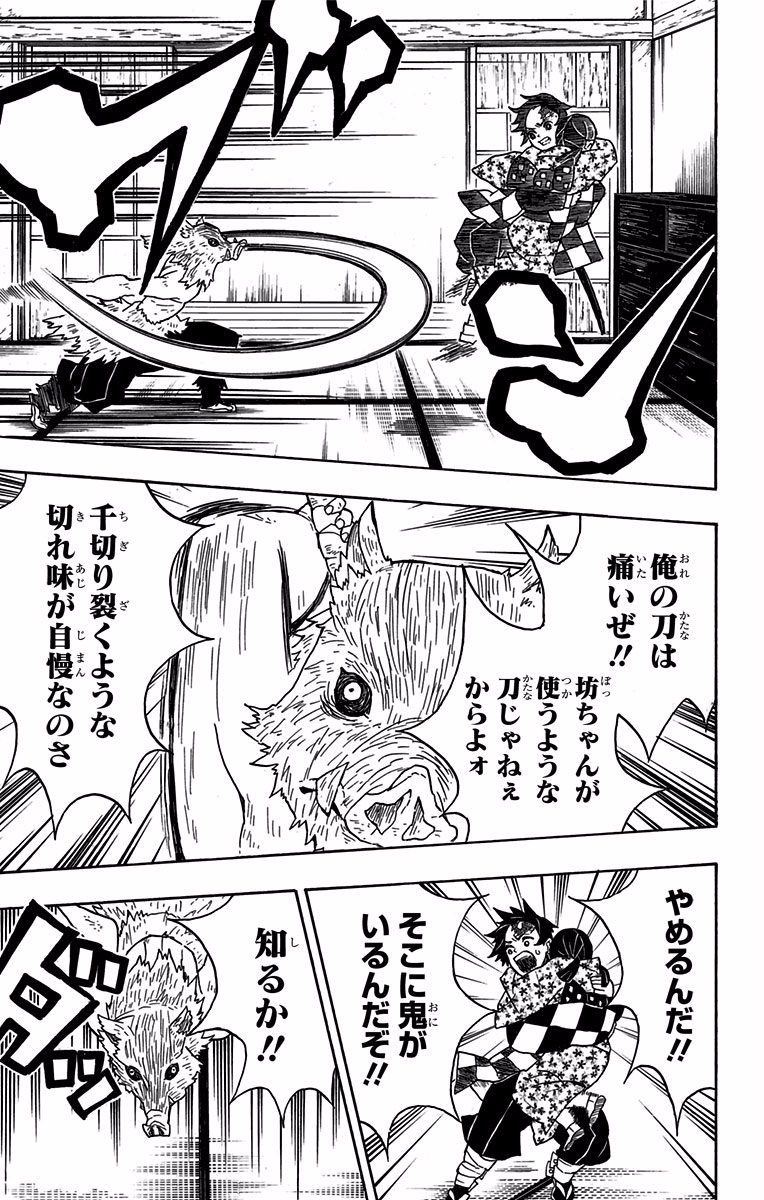 俺の刀は
痛いぜ!!
坊ちゃんが
使うような
刀じゃねぇ
からよォ
千切り裂くような
切れ味が自慢なのさ
やめるんだ!!
そこに鬼が
いるんだぞ!!
知るか!!
ドッ